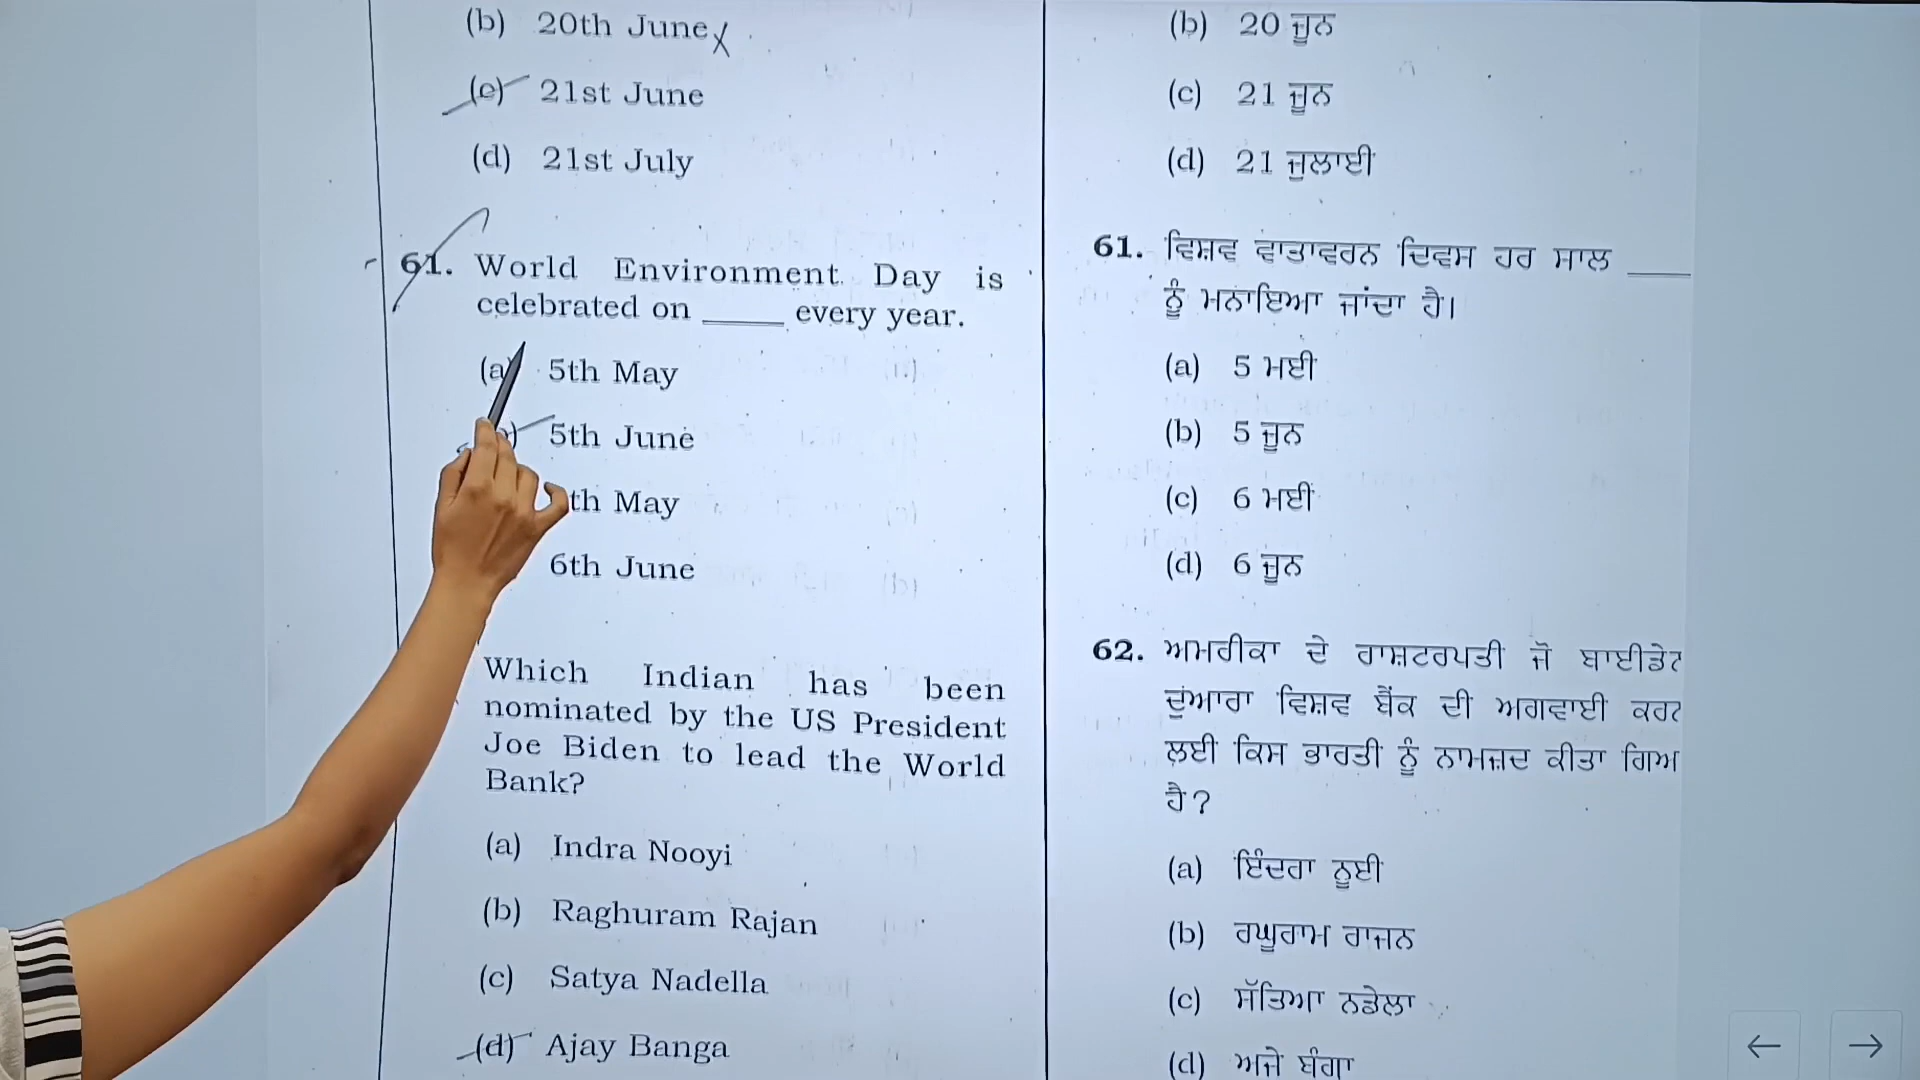 (b) 20th June
(c) 21st June
(d) 21st July
61. World Environment Day is
celebrated on _____ every year.
(a) 5th May
5th June
th May
6th June
Which Indian has been
nominated by the US President
Joe Biden to lead the World
Bank?
(a) Indra Nooyi
(b) Raghuram Rajan
(c) Satya Nadella
(d) Ajay Banga
(b) 20 ਜੂਨ
(c) 21 ਜੂਨ
(d) 21 ਜੁਲਾਈ
61. ਵਿਸ਼ਵ ਵਾਤਾਵਰਨ ਦਿਵਸ ਹਰ ਸਾਲ _____
ਨੂੰ ਮਨਾਇਆ ਜਾਂਦਾ ਹੈ।
(a) 5 ਮਈ
(b) 5 ਜੂਨ
(c) 6 ਮਈ
(d) 6 ਜੂਨ
62. ਅਮਰੀਕਾ ਦੇ ਰਾਸ਼ਟਰਪਤੀ ਜੋ
ਦੁਆਰਾ ਵਿਸ਼ਵ ਬੈਂਕ ਦੀ ਅਗਵਾਈ
ਲਈ ਕਿਸ ਭਾਰਤੀ ਨੂੰ ਨਾਮਜ਼ਦ ਕੀਤਾ ਗਿਆ
ਹੈ?
(a) ਇੰਦਰਾ ਨੂਈ
(b) ਰਘੂਰਾਮ ਰਾਜਨ
(c) ਸੱਤਿਆ ਨਡੇਲਾ
(d) ਅਜੇ ਬੰਗਾ